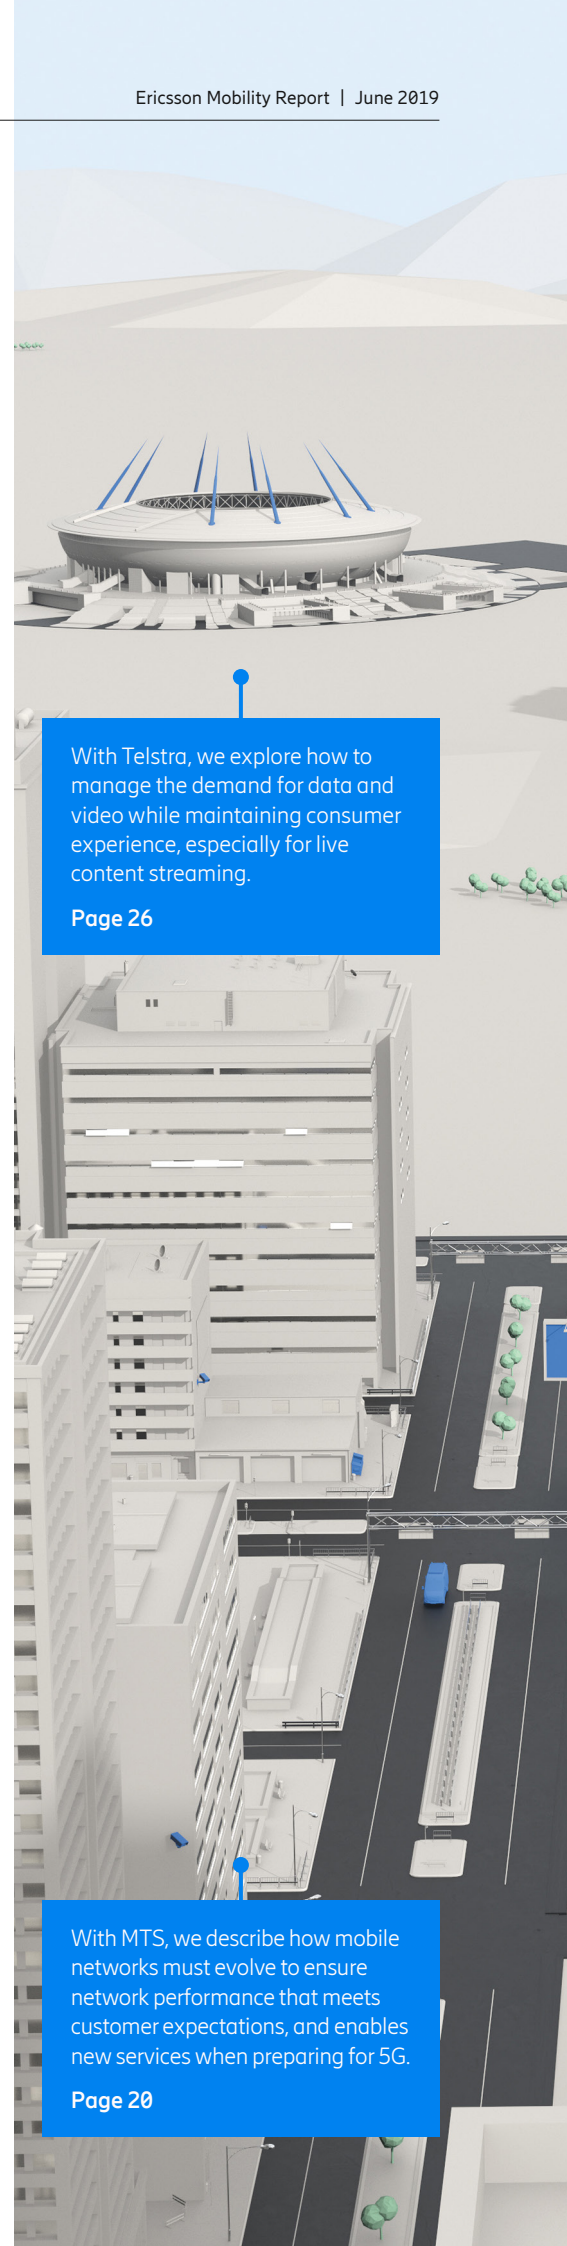 Ericsson Mobility Report | June 2019
With Telstra, we explore how to
manage the demand for data and
video while maintaining consumer
experience, especially for live
content streaming.
Page 26
With MTS, we describe how mobile
networks must evolve to ensure
network performance that meets
customer expectations, and enables
new services when preparing for 5G.
Page 20